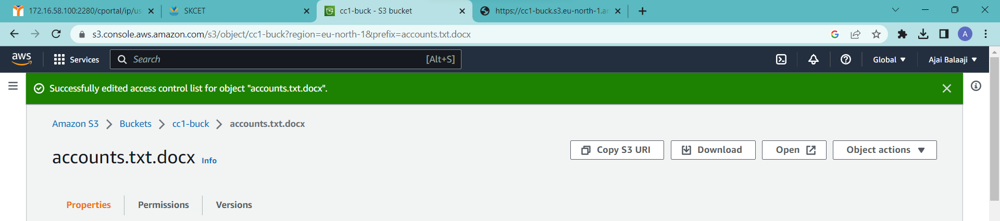 172.16.58.100:2280/cportal/ip/us
SKCET
cc1-buck - S3 bucket
https://cc1-buck.s3.eu-north-1.am
s3.console.aws.amazon.com/s3/object/cc1-buck?region=eu-north-1&prefix=accounts.txt.docx
A
aws
Services
Search
[Alt+S]
Global
Ajai Balaaji
Successfully edited access control list for object "accounts.txt.docx".
Amazon S3 > Buckets > cc1-buck > accounts.txt.docx
accounts.txt.docx Info
Copy S3 URI
Download
Open
Object actions
Properties
Permissions
Versions